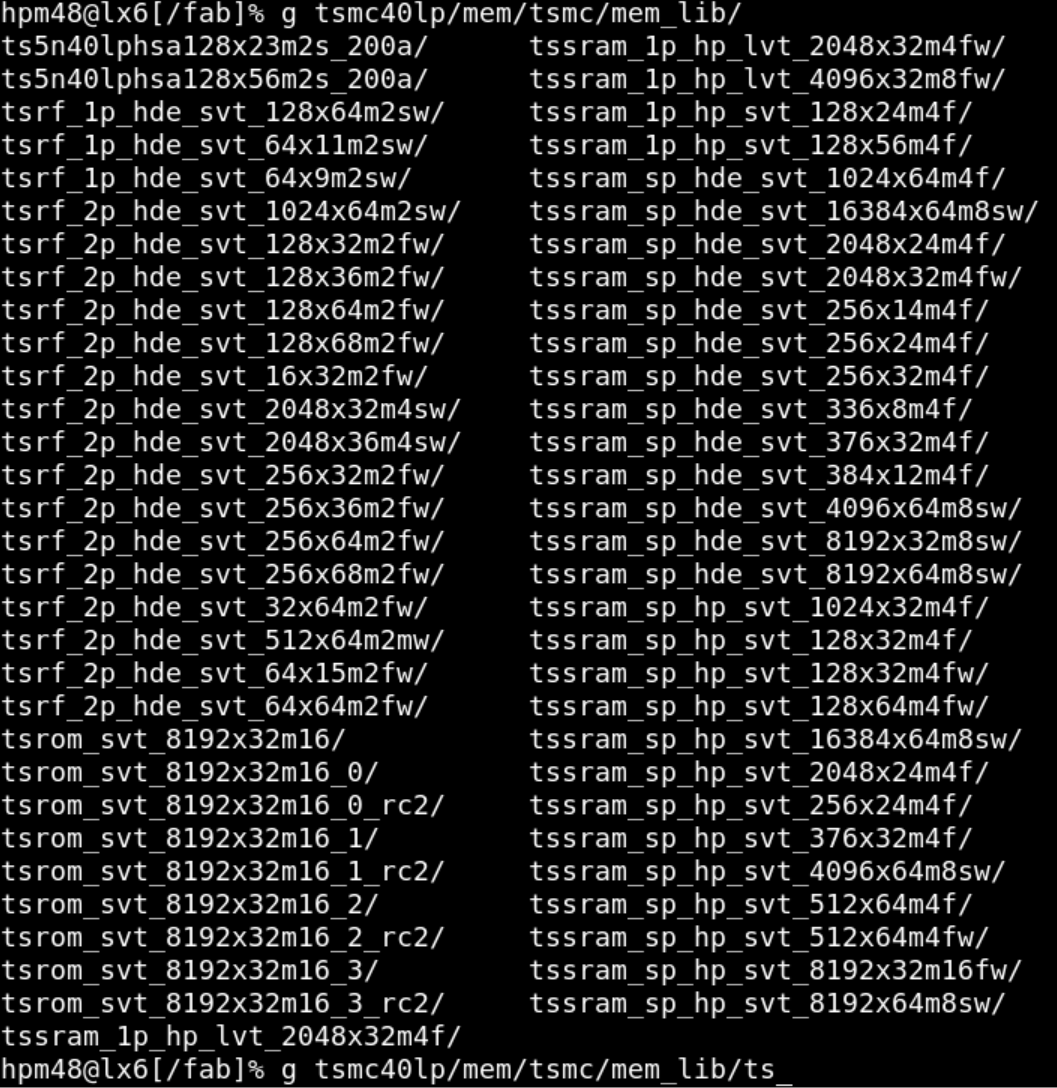 hpm48@lx6[/fab]% g tsmc40lp/mem/tsmc/mem_lib/
ts5n40lphsa128x23m2s_200a/ tssram_1p_hp_lvt_2048x32m4fw/
ts5n40lphsa128x56m2s_200a/ tssram_1p_hp_lvt_4096x32m8fw/
tsrf_1p_hde_svt_128x64m2sw/ tssram_1p_hp_svt_128x24m4f/
tsrf_1p_hde_svt_64x11m2sw/ tssram_1p_hp_svt_128x56m4f/
tsrf_1p_hde_svt_64x9m2sw/ tssram_sp_hde_svt_1024x64m4f/
tsrf_2p_hde_svt_1024x64m2sw/ tssram_sp_hde_svt_16384x64m8sw/
tsrf_2p_hde_svt_128x32m2fw/ tssram_sp_hde_svt_2048x24m4f/
tsrf_2p_hde_svt_128x36m2fw/ tssram_sp_hde_svt_2048x32m4fw/
tsrf_2p_hde_svt_128x64m2fw/ tssram_sp_hde_svt_256x14m4f/
tsrf_2p_hde_svt_128x68m2fw/ tssram_sp_hde_svt_256x24m4f/
tsrf_2p_hde_svt_16x32m2fw/ tssram_sp_hde_svt_256x32m4f/
tsrf_2p_hde_svt_2048x32m4sw/ tssram_sp_hde_svt_336x8m4f/
tsrf_2p_hde_svt_2048x36m4sw/ tssram_sp_hde_svt_376x32m4f/
tsrf_2p_hde_svt_256x32m2fw/ tssram_sp_hde_svt_384x12m4f/
tsrf_2p_hde_svt_256x36m2fw/ tssram_sp_hde_svt_4096x64m8sw/
tsrf_2p_hde_svt_256x64m2fw/ tssram_sp_hde_svt_8192x32m8sw/
tsrf_2p_hde_svt_256x68m2fw/ tssram_sp_hde_svt_8192x64m8sw/
tsrf_2p_hde_svt_32x64m2fw/ tssram_sp_hp_svt_1024x32m4f/
tsrf_2p_hde_svt_512x64m2mw/ tssram_sp_hp_svt_128x32m4f/
tsrf_2p_hde_svt_64x15m2fw/ tssram_sp_hp_svt_128x32m4fw/
tsrf_2p_hde_svt_64x64m2fw/ tssram_sp_hp_svt_128x64m4fw/
tsrom_svt_8192x32m16/ tssram_sp_hp_svt_16384x64m8sw/
tsrom_svt_8192x32m16_0/ tssram_sp_hp_svt_2048x24m4f/
tsrom_svt_8192x32m16_0_rc2/ tssram_sp_hp_svt_256x24m4f/
tsrom_svt_8192x32m16_1/ tssram_sp_hp_svt_376x32m4f/
tsrom_svt_8192x32m16_1_rc2/ tssram_sp_hp_svt_4096x64m8sw/
tsrom_svt_8192x32m16_2/ tssram_sp_hp_svt_512x64m4f/
tsrom_svt_8192x32m16_2_rc2/ tssram_sp_hp_svt_512x64m4fw/
tsrom_svt_8192x32m16_3/ tssram_sp_hp_svt_8192x32m16fw/
tsrom_svt_8192x32m16_3_rc2/ tssram_sp_hp_svt_8192x64m8sw/
tssram_1p_hp_lvt_2048x32m4f/
hpm48@lx6[/fab]% g tsmc40lp/mem/tsmc/mem_lib/ts_